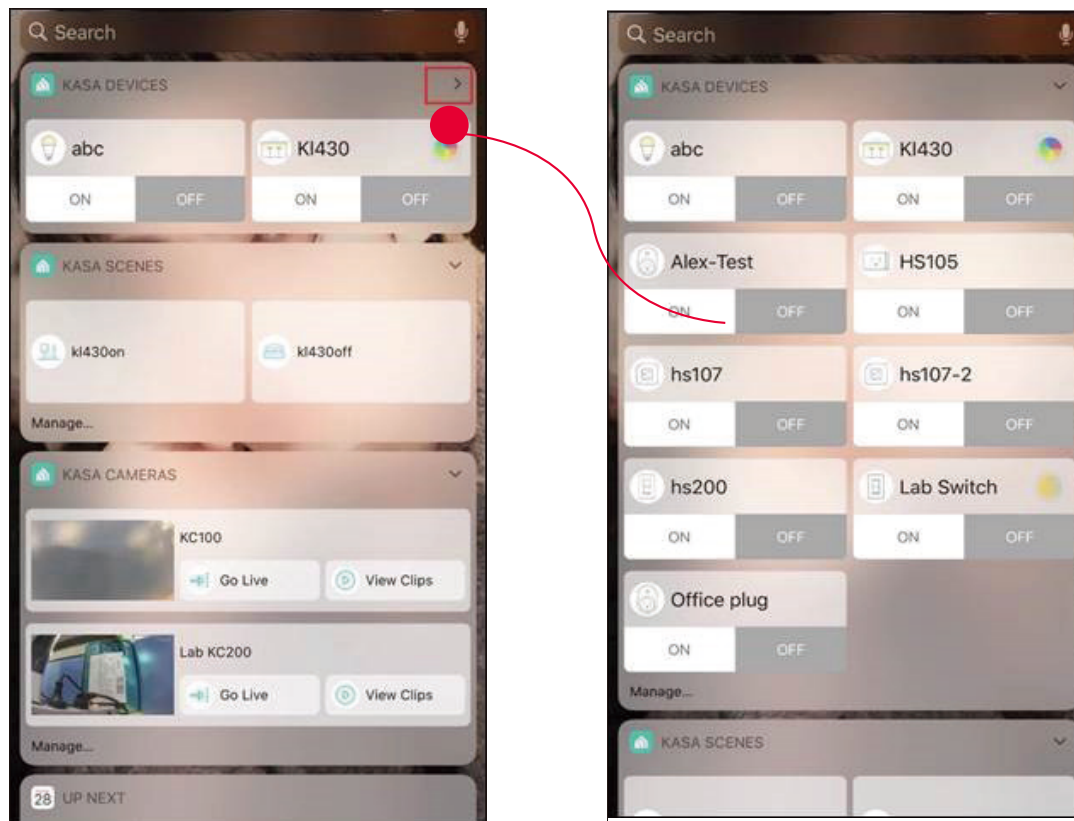 Search
KASA DEVICES
abc
KI430
ON OFF ON OFF
KASA SCENES
kl430on
kl430off
Manage...
KASA CAMERAS
KC100
Go Live View Clips
Lab KC200
Go Live View Clips
Manage...
28 UP NEXT
Search
KASA DEVICES
abc
KI430
ON OFF ON OFF
Alex-Test
HS105
ON OFF ON OFF
hs107
hs107-2
ON OFF ON OFF
hs200
Lab Switch
ON OFF ON OFF
Office plug
ON OFF
Manage...
KASA SCENES